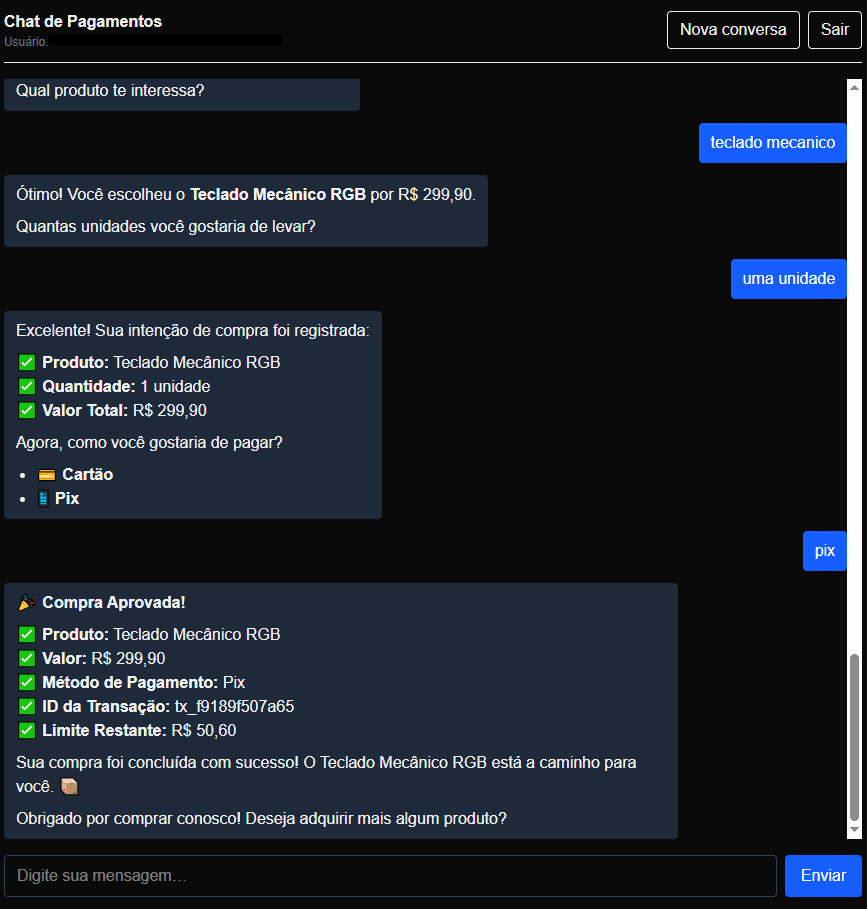 Chat de Pagamentos
Usuário:
Nova conversa
Sair
Qual produto te interessa?
teclado mecanico
Ótimo! Você escolheu o Teclado Mecânico RGB por R$ 299,90.
Quantas unidades você gostaria de levar?
uma unidade
Excelente! Sua intenção de compra foi registrada:
✅ Produto: Teclado Mecânico RGB
✅ Quantidade: 1 unidade
✅ Valor Total: R$ 299,90
Agora, como você gostaria de pagar?
• 💳 Cartão
• 📱 Pix
pix
🎉 Compra Aprovada!
✅ Produto: Teclado Mecânico RGB
✅ Valor: R$ 299,90
✅ Método de Pagamento: Pix
✅ ID da Transação: tx_f9189f507a65
✅ Limite Restante: R$ 50,60
Sua compra foi concluída com sucesso! O Teclado Mecânico RGB está a caminho para
você. 📦
Obrigado por comprar conosco! Deseja adquirir mais algum produto?
Digite sua mensagem...
Enviar